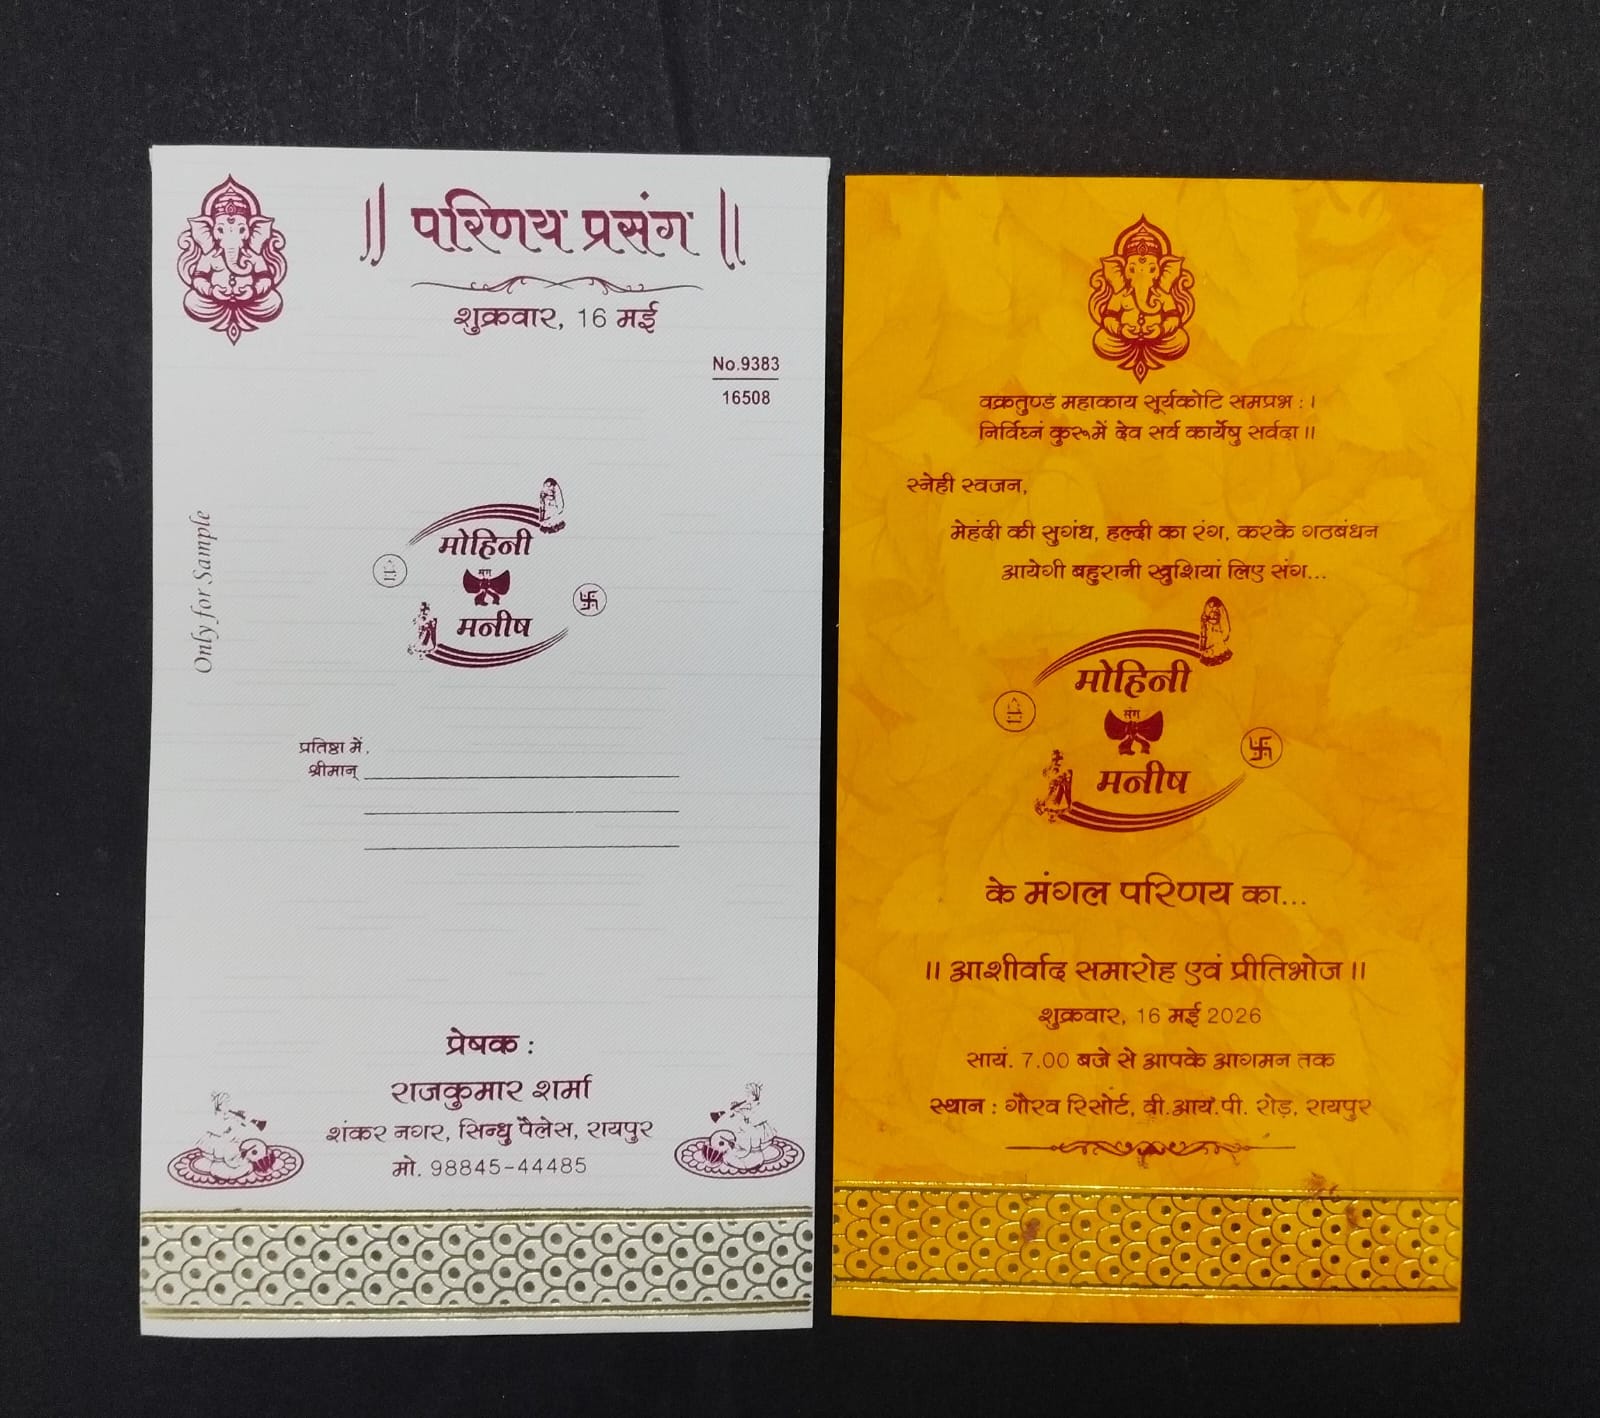 || परिणय प्रसंग ||
शुक्रवार, 16 मई
No.9383
16508
Only for Sample
मोहिनी
संग
मनीष
प्रतिष्ठा में,
श्रीमान्
प्रेषक :
राजकुमार शर्मा
शंकर नगर, सिन्धु पैलेस, रायपुर
मो. 98845-44485
वक्रतुण्ड महाकाय सूर्यकोटि समप्रभ : ।
निर्विघ्नं कुरूमें देव सर्व कार्येषु सर्वदा ।।
स्नेही स्वजन,
मेहंदी की सुगंध, हल्दी का रंग, करके गठबंधन
आयेगी बहुरानी खुशियां लिए संग...
मोहिनी
संग
मनीष
के मंगल परिणय का...
।। आशीर्वाद समारोह एवं प्रीतिभोज ।।
शुक्रवार, 16 मई 2026
सायं. 7.00 बजे से आपके आगमन तक
स्थान : गौरव रिसोर्ट, व्ही.आय.पी. रोड़, रायपुर